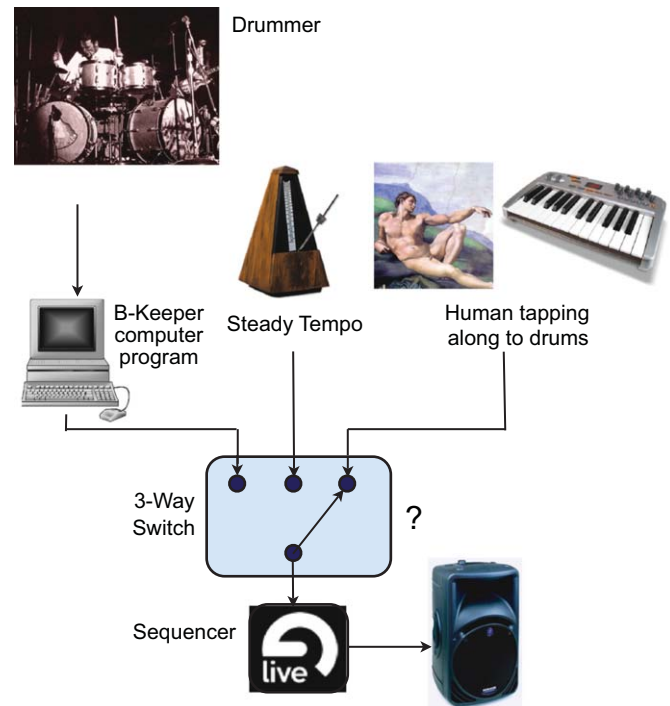 Drummer
B-Keeper
computer
program
Steady Tempo
Human tapping
along to drums
3-Way
Switch
?
Sequencer
live